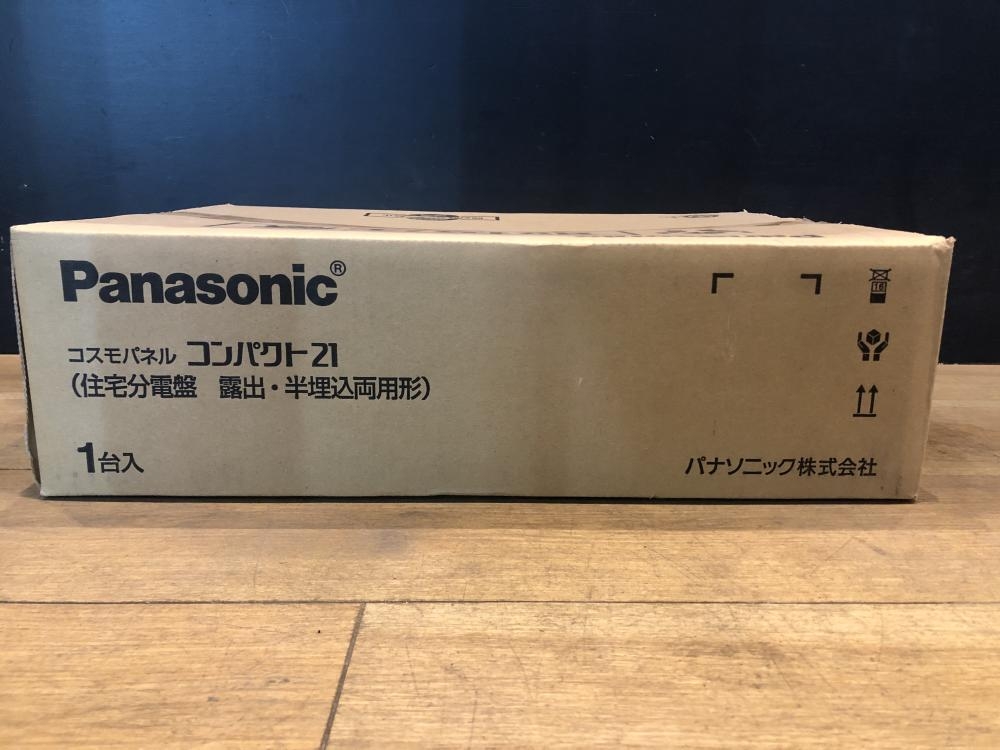 Panasonic®
コスモパネル コンパクト21
(住宅分電盤 露出・半埋込両用形)
1台入
パナソニック株式会社